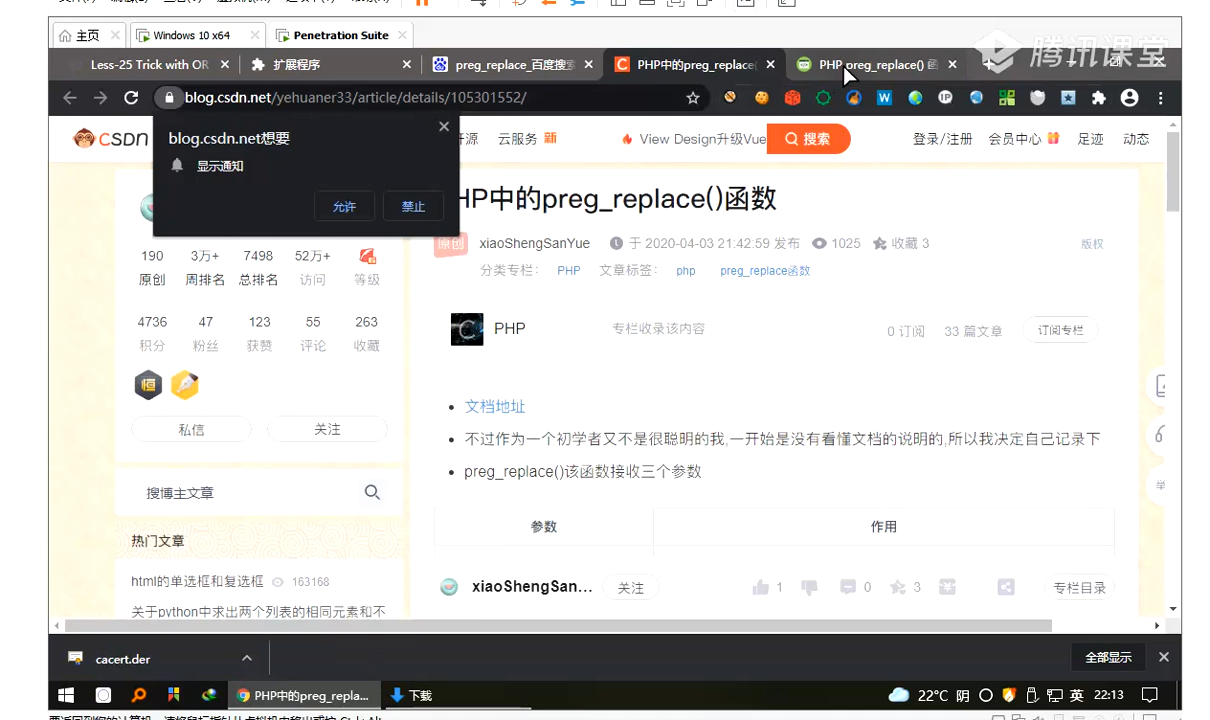 主页
Windows 10 x64
Penetration Suite
腾讯课堂
Less-25 Trick with OR
扩展程序
preg_replace_百度搜索
PHP中的preg_replace(
PHP preg_replace() 函
blog.csdn.net/yehuaner33/article/details/105301552/
CSDN
开源
云服务 新
View Design升级Vue
搜索
登录/注册
会员中心
足迹
动态
blog.csdn.net想要
显示通知
允许
禁止
PHP中的preg_replace()函数
原创
xiaoShengSanYue
于 2020-04-03 21:42:59 发布
1025
收藏 3
版权
分类专栏:
PHP
文章标签:
php
preg_replace函数
190
3万+
7498
52万+
原创
周排名
总排名
访问
等级
4736
47
123
55
263
积分
粉丝
获赞
评论
收藏
私信
关注
搜博主文章
热门文章
html的单选框和复选框 163168
关于python中求出两个列表的相同元素和不
PHP
专栏收录该内容
0 订阅
33 篇文章
订阅专栏
文档地址
不过作为一个初学者又不是很聪明的我,一开始是没有看懂文档的说明的,所以我决定自己记录下
preg_replace()该函数接收三个参数
参数
作用
xiaoShengSan...
关注
1
0
3
专栏目录
举
cacert.der
全部显示
PHP中的preg_repla...
下载
22°C 阴
英
22:13